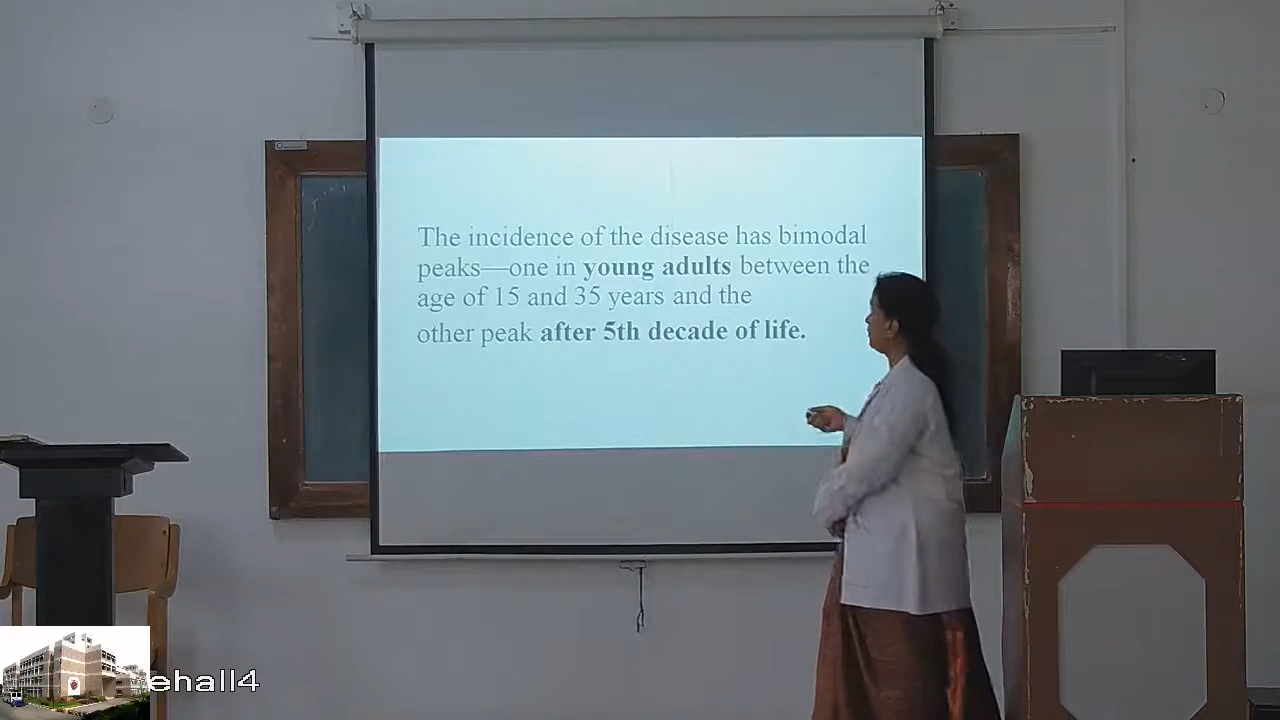 The incidence of the disease has bimodal
peaks—one in young adults between the
age of 15 and 35 years and the
other peak after 5th decade of life.
ehall4